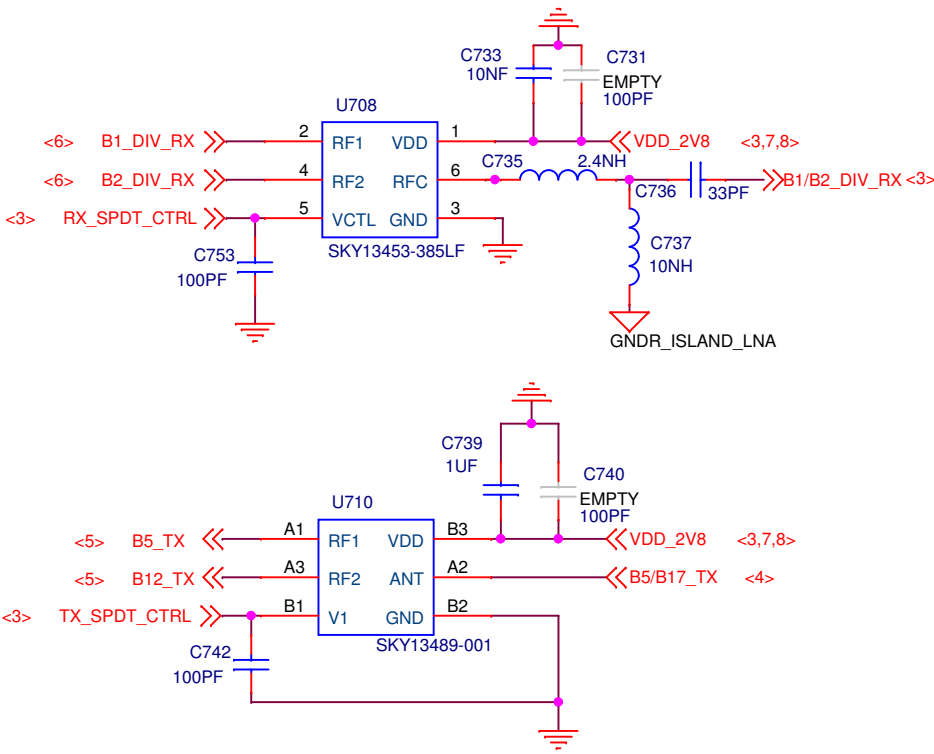 C733
10NF
C731
EMPTY
100PF
U708
<6> B1_DIV_RX 2 RF1 VDD 1 VDD_2V8 <3,7,8>
C735 2.4NH
<6> B2_DIV_RX 4 RF2 RFC 6 C736 33PF B1/B2_DIV_RX <3>
<3> RX_SPDT_CTRL 5 VCTL GND 3
SKY13453-385LF
C753
100PF
C737
10NH
GNDR_ISLAND_LNA
C739
1UF
C740
EMPTY
100PF
U710
<5> B5_TX A1 RF1 VDD B3 VDD_2V8 <3,7,8>
<5> B12_TX A3 RF2 ANT A2 B5/B17_TX <4>
<3> TX_SPDT_CTRL B1 V1 GND B2
SKY13489-001
C742
100PF